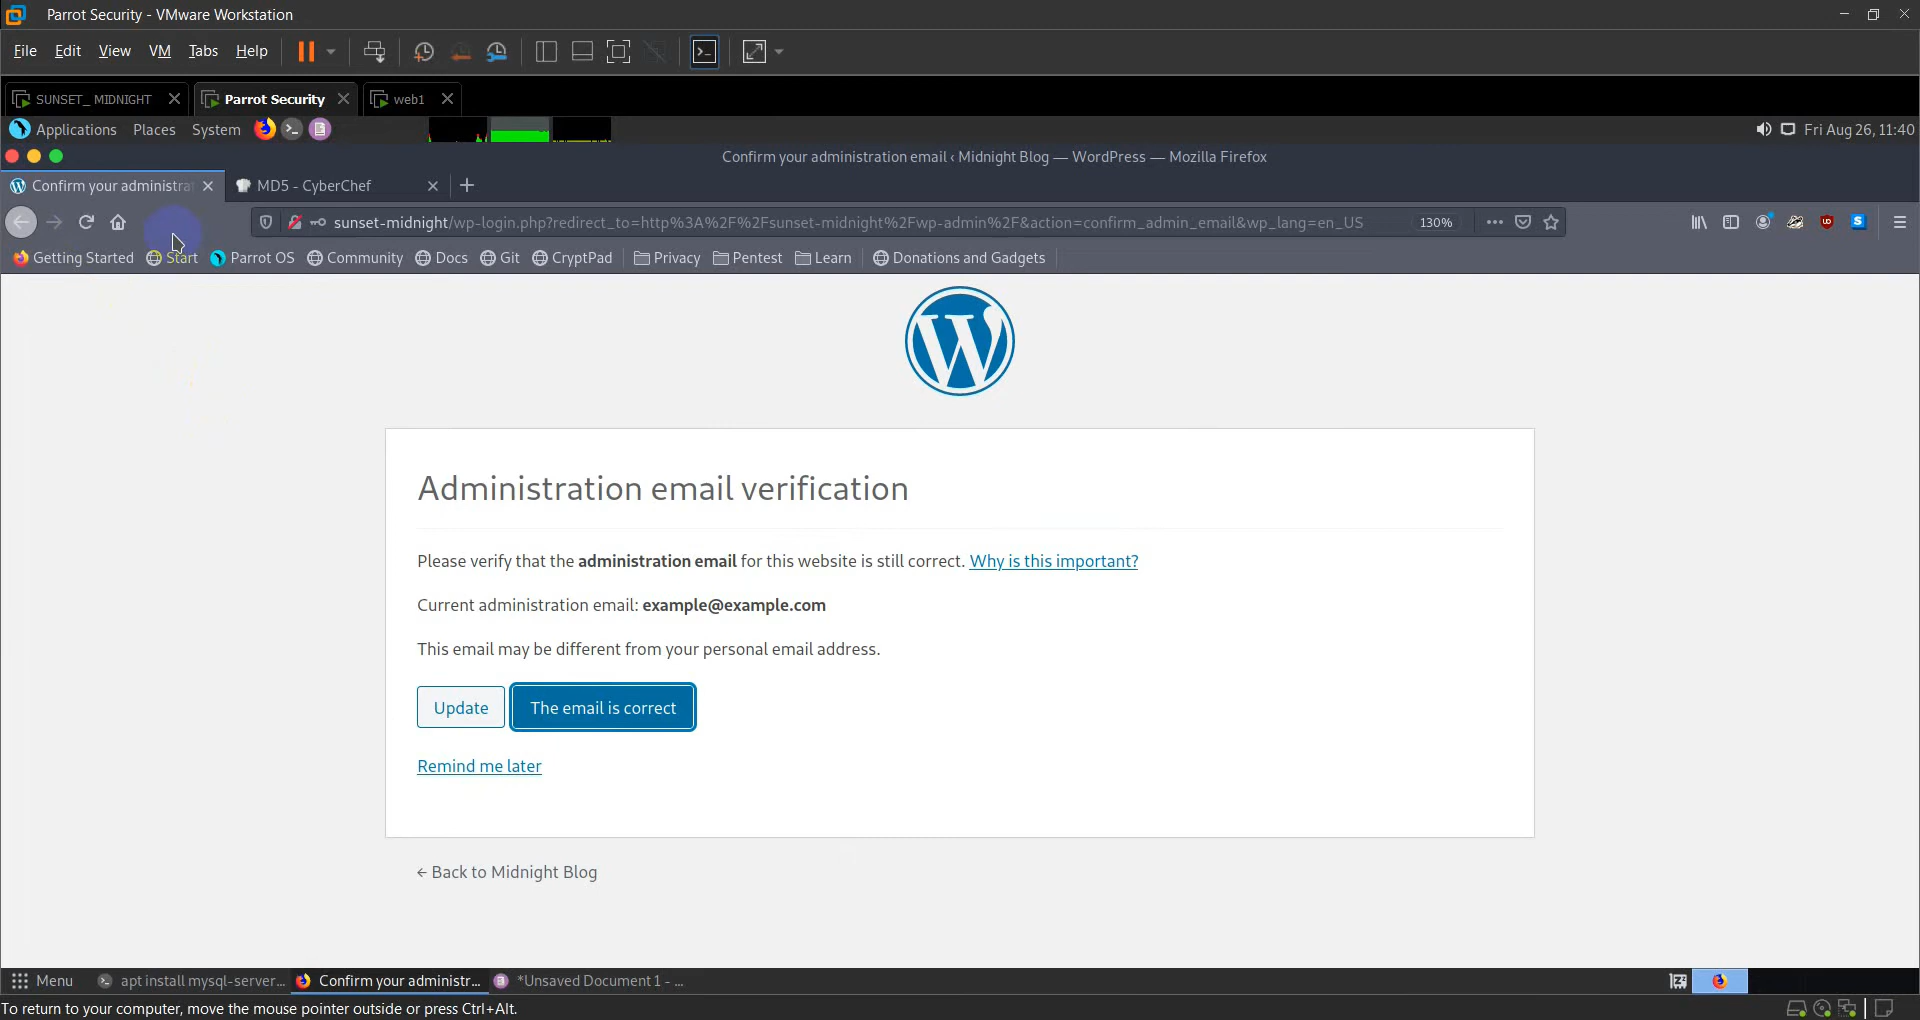 Parrot Security - VMware Workstation
File Edit View VM Tabs Help
SUNSET_ MIDNIGHT Parrot Security web1
Applications Places System Fri Aug 26, 11:40
Confirm your administration email ‹ Midnight Blog — WordPress — Mozilla Firefox
Confirm your administra MD5 - CyberChef
sunset-midnight/wp-login.php?redirect_to=http%3A%2F%2Fsunset-midnight%2Fwp-admin%2F&action=confirm_admin_email&wp_lang=en_US 130%
Getting Started Start Parrot OS Community Docs Git CryptPad Privacy Pentest Learn Donations and Gadgets
Administration email verification
Please verify that the administration email for this website is still correct. Why is this important?
Current administration email: example@example.com
This email may be different from your personal email address.
Update The email is correct
Remind me later
← Back to Midnight Blog
Menu apt install mysql-server... Confirm your administr... *Unsaved Document 1 - ...
To return to your computer, move the mouse pointer outside or press Ctrl+Alt.